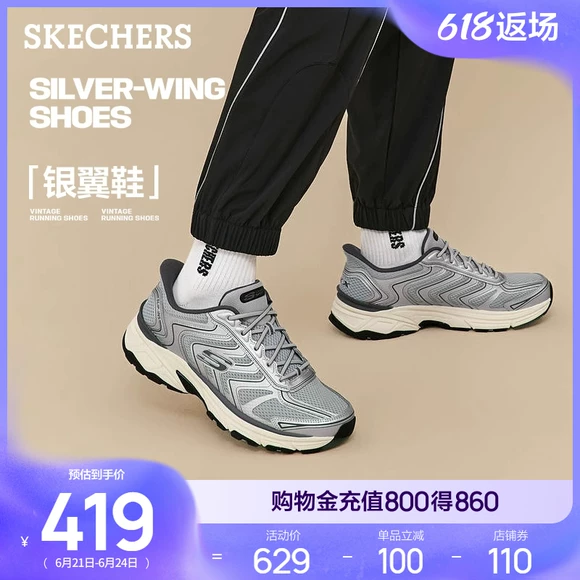 SKECHERS
618返场
SILVER-WING
SHOES
「银翼鞋」
VINTAGE
RUNNING SHOES
VINTAGE
RUNNING SHOES
SKECHERS
预估到手价
¥419
( 6月21日-6月24日 )
购物金充值800得860
=
活动价
629
-
单品立减
100
-
店铺券
110